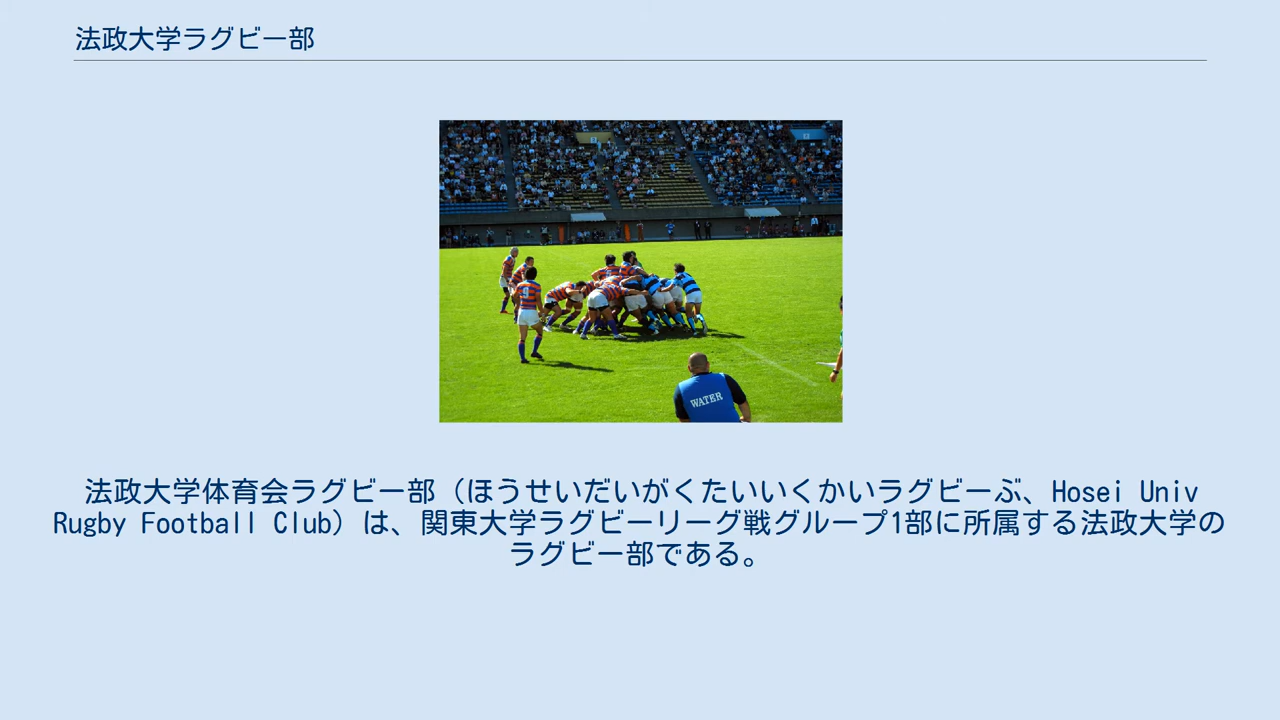 法政大学ラグビー部
WATER
法政大学体育会ラグビー部（ほうせいだいがくたいいくかいラグビーぶ、Hosei Univ
Rugby Football Club）は、関東大学ラグビーリーグ戦グループ1部に所属する法政大学の
ラグビー部である。